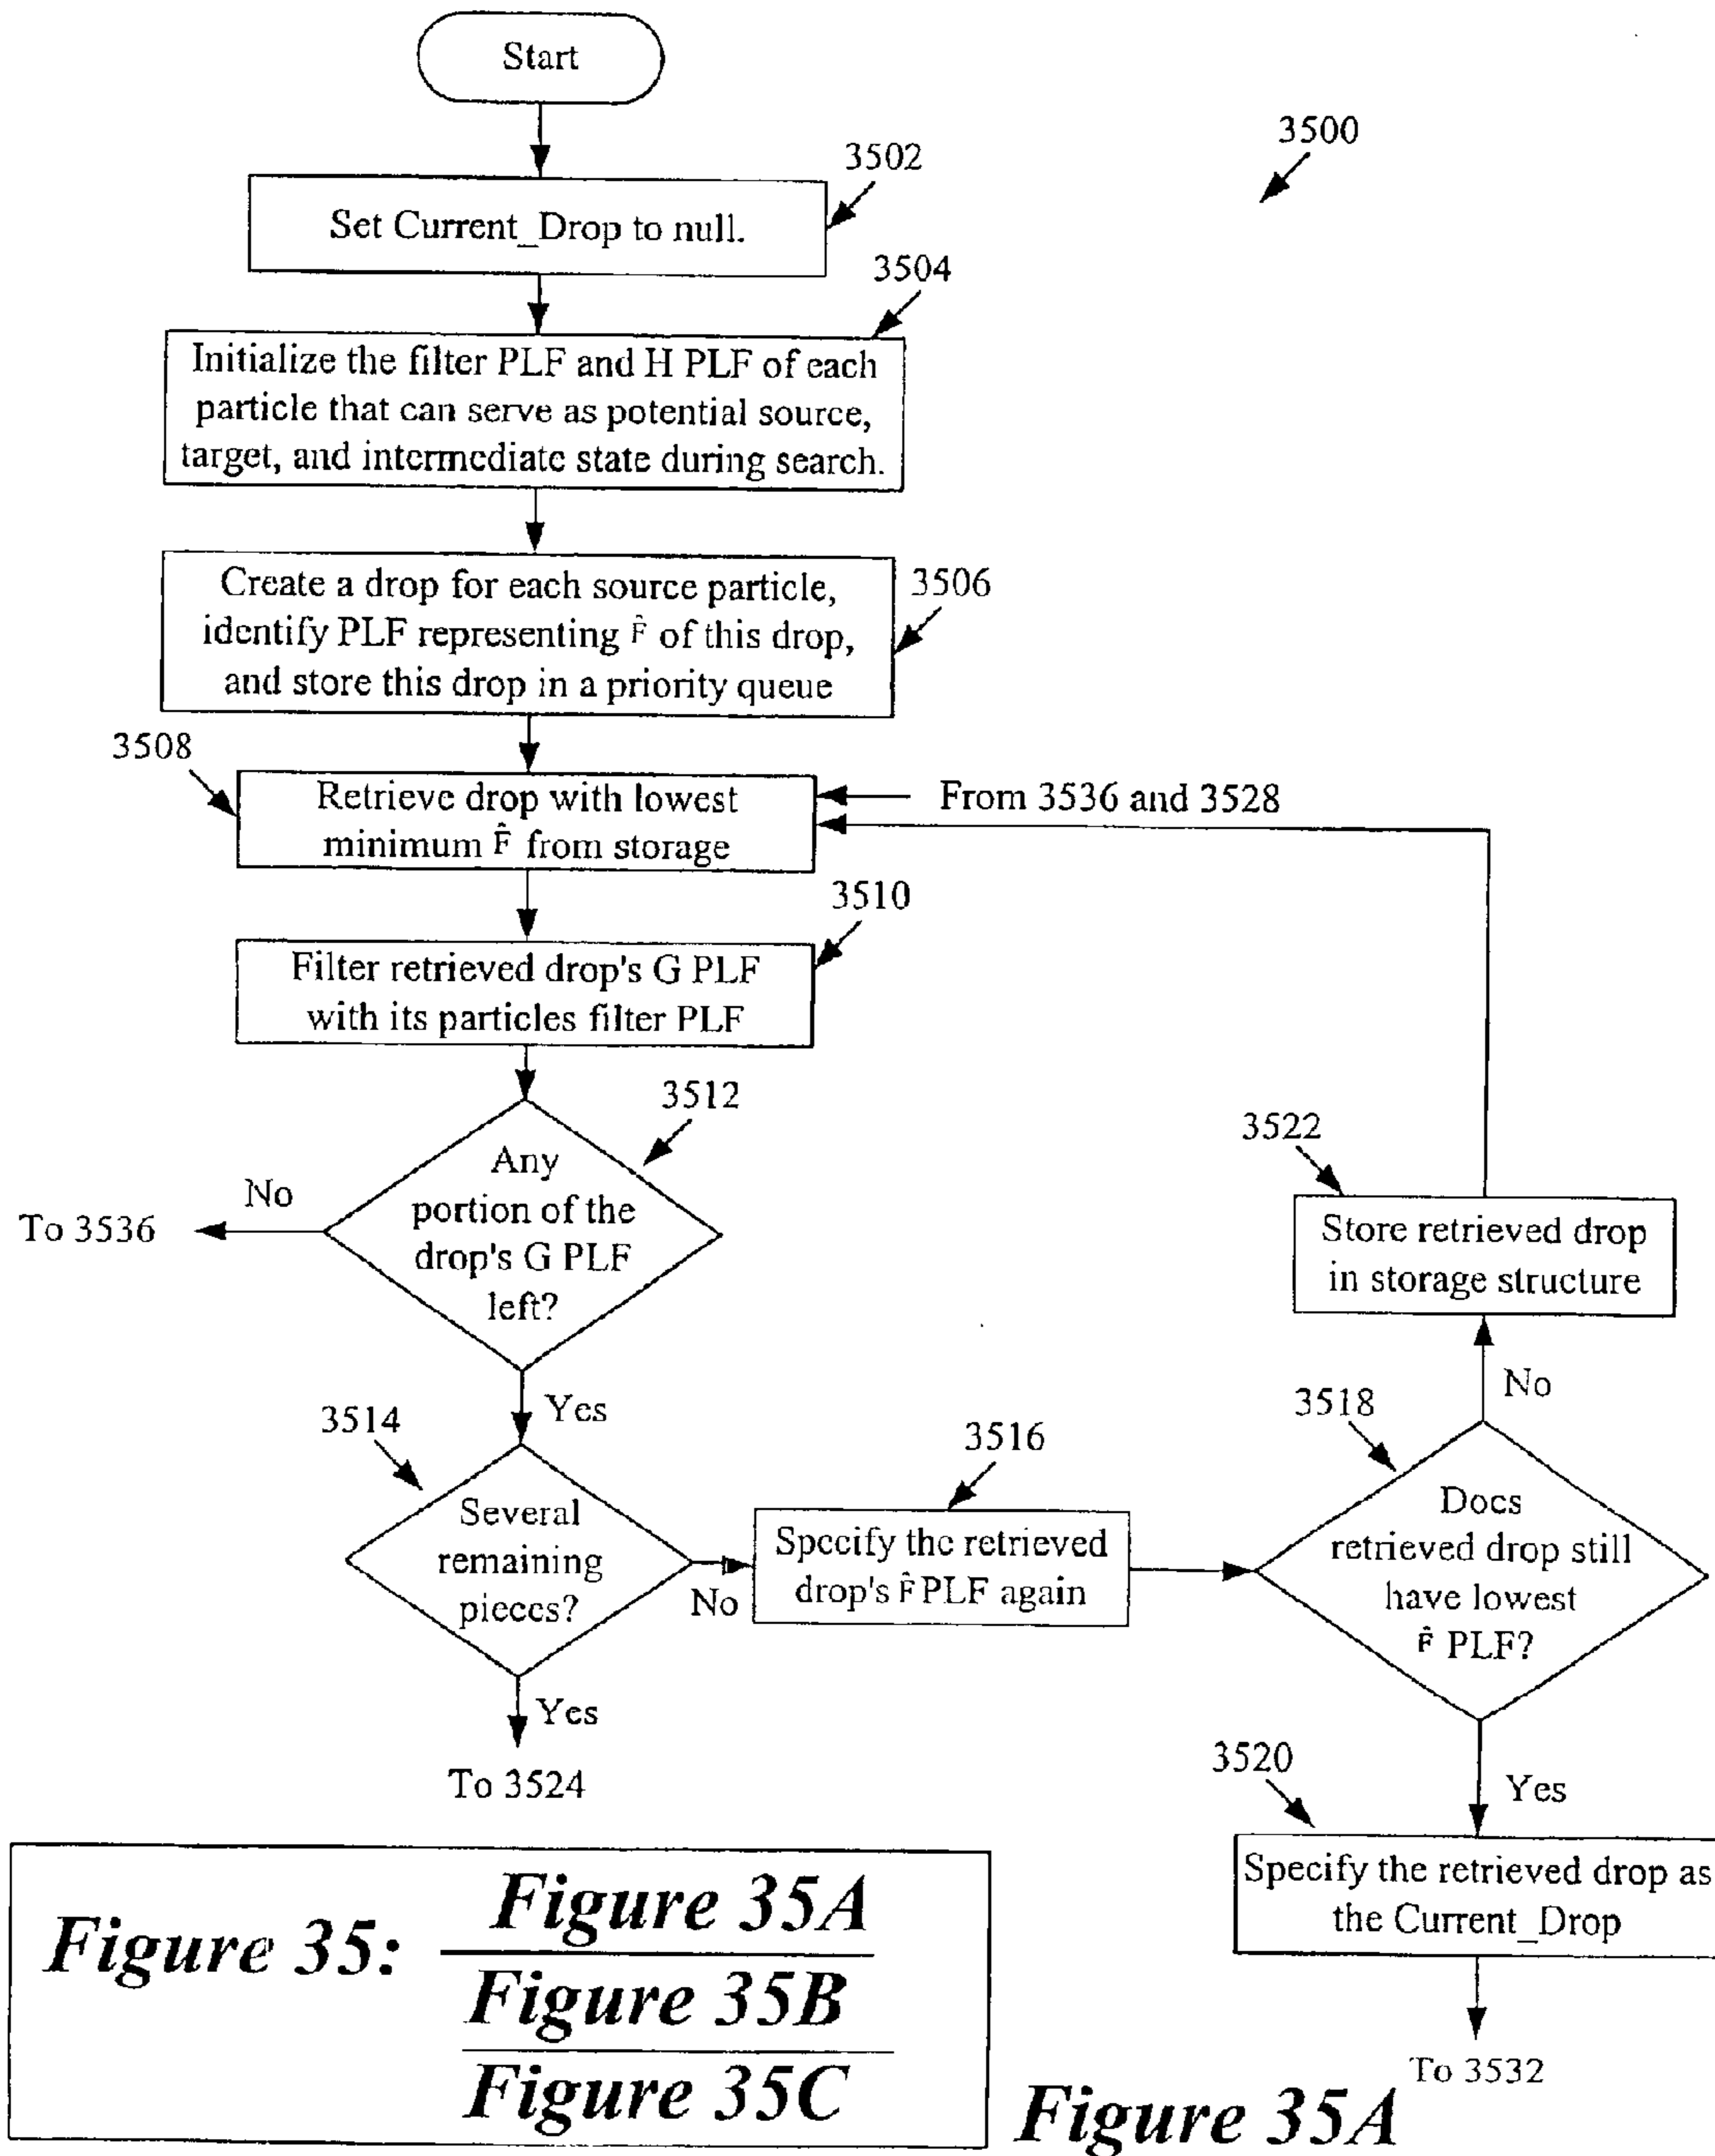 Start
3500
3502
Set Current_Drop to null.
3504
Initialize the filter PLF and H PLF of each
particle that can serve as potential source,
target, and intermediate state during search.
3506
Create a drop for each source particle,
identify PLF representing F̂ of this drop,
and store this drop in a priority queue
3508
Retrieve drop with lowest
minimum F̂ from storage
From 3536 and 3528
3510
Filter retrieved drop's G PLF
with its particles filter PLF
3512
Any
portion of the
drop's G PLF
left?
No
To 3536
Yes
3522
Store retrieved drop
in storage structure
No
3514
Several
remaining
pieces?
No
Yes
To 3524
3516
Specify the retrieved
drop's F̂ PLF again
3518
Does
retrieved drop still
have lowest
F̂ PLF?
Yes
3520
Specify the retrieved drop as
the Current_Drop
To 3532
Figure 35:
Figure 35A
Figure 35B
Figure 35C
Figure 35A